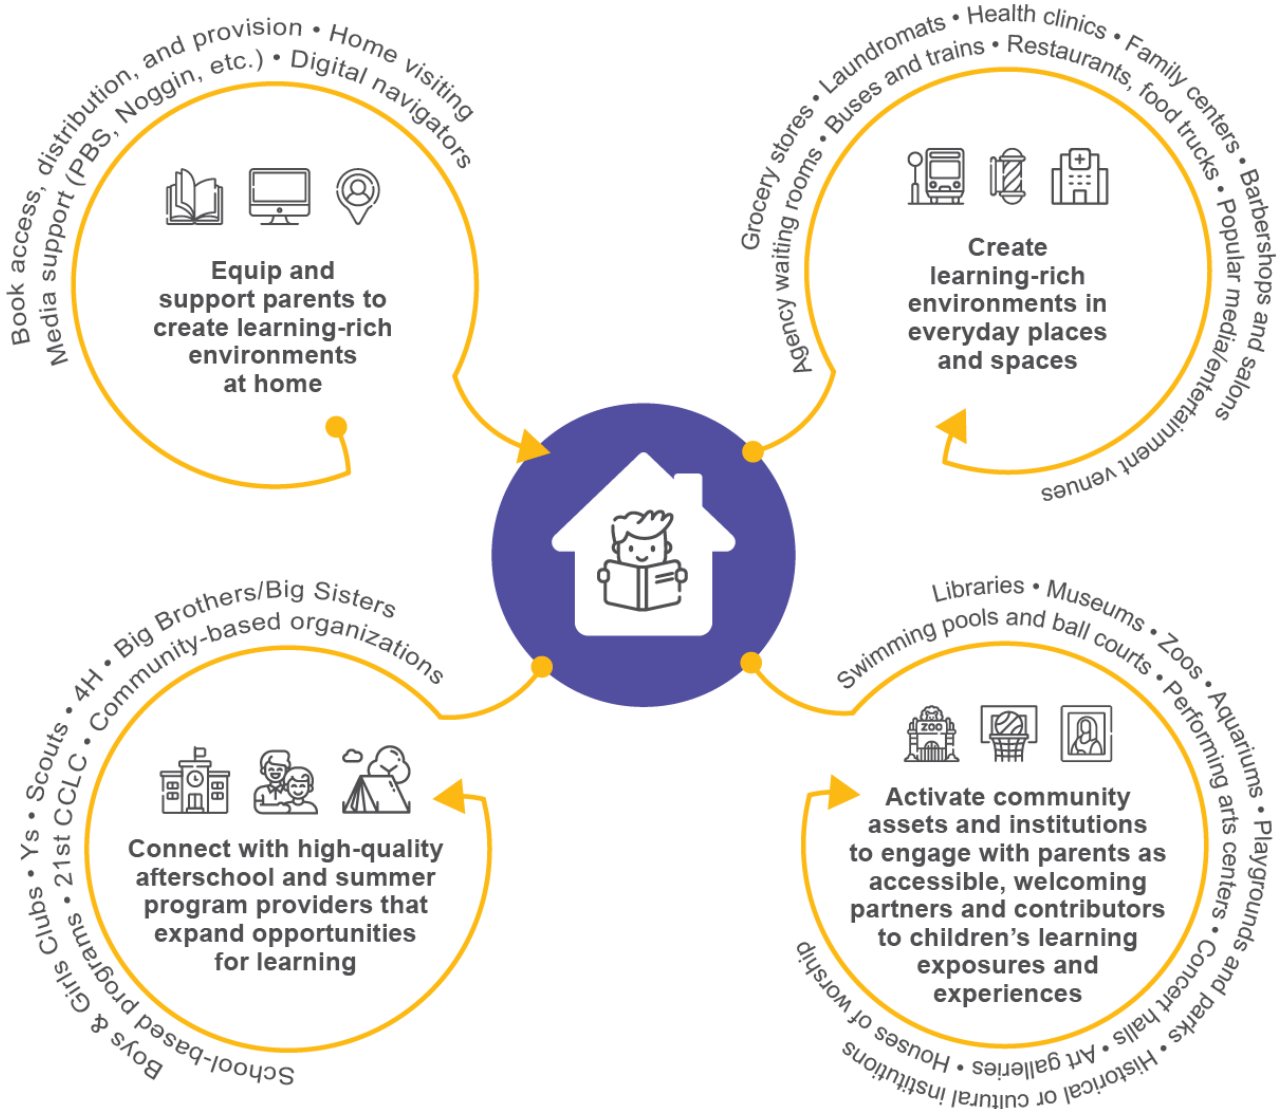 Book access, distribution, and provision • Home visiting
Media support (PBS, Noggin, etc.) • Digital navigators
Equip and
support parents to
create learning-rich
environments
at home
Grocery stores • Laundromats • Health clinics • Family centers • Barbershops and salons
Agency waiting rooms • Buses and trains • Restaurants, food trucks • Popular media/entertainment venues
Create
learning-rich
environments in
everyday places
and spaces
Boys & Girls Clubs • Ys • Scouts • 4H • Big Brothers/Big Sisters
School-based programs • 21st CCLC • Community-based organizations
Connect with high-quality
afterschool and summer
program providers that
expand opportunities
for learning
Libraries • Museums • Zoos • Aquariums • Playgrounds and parks • Historical or cultural institutions
Swimming pools and ball courts • Performing arts centers • Concert halls • Art galleries • Houses of worship
ZOO
Activate community
assets and institutions
to engage with parents as
accessible, welcoming
partners and contributors
to children’s learning
exposures and
experiences